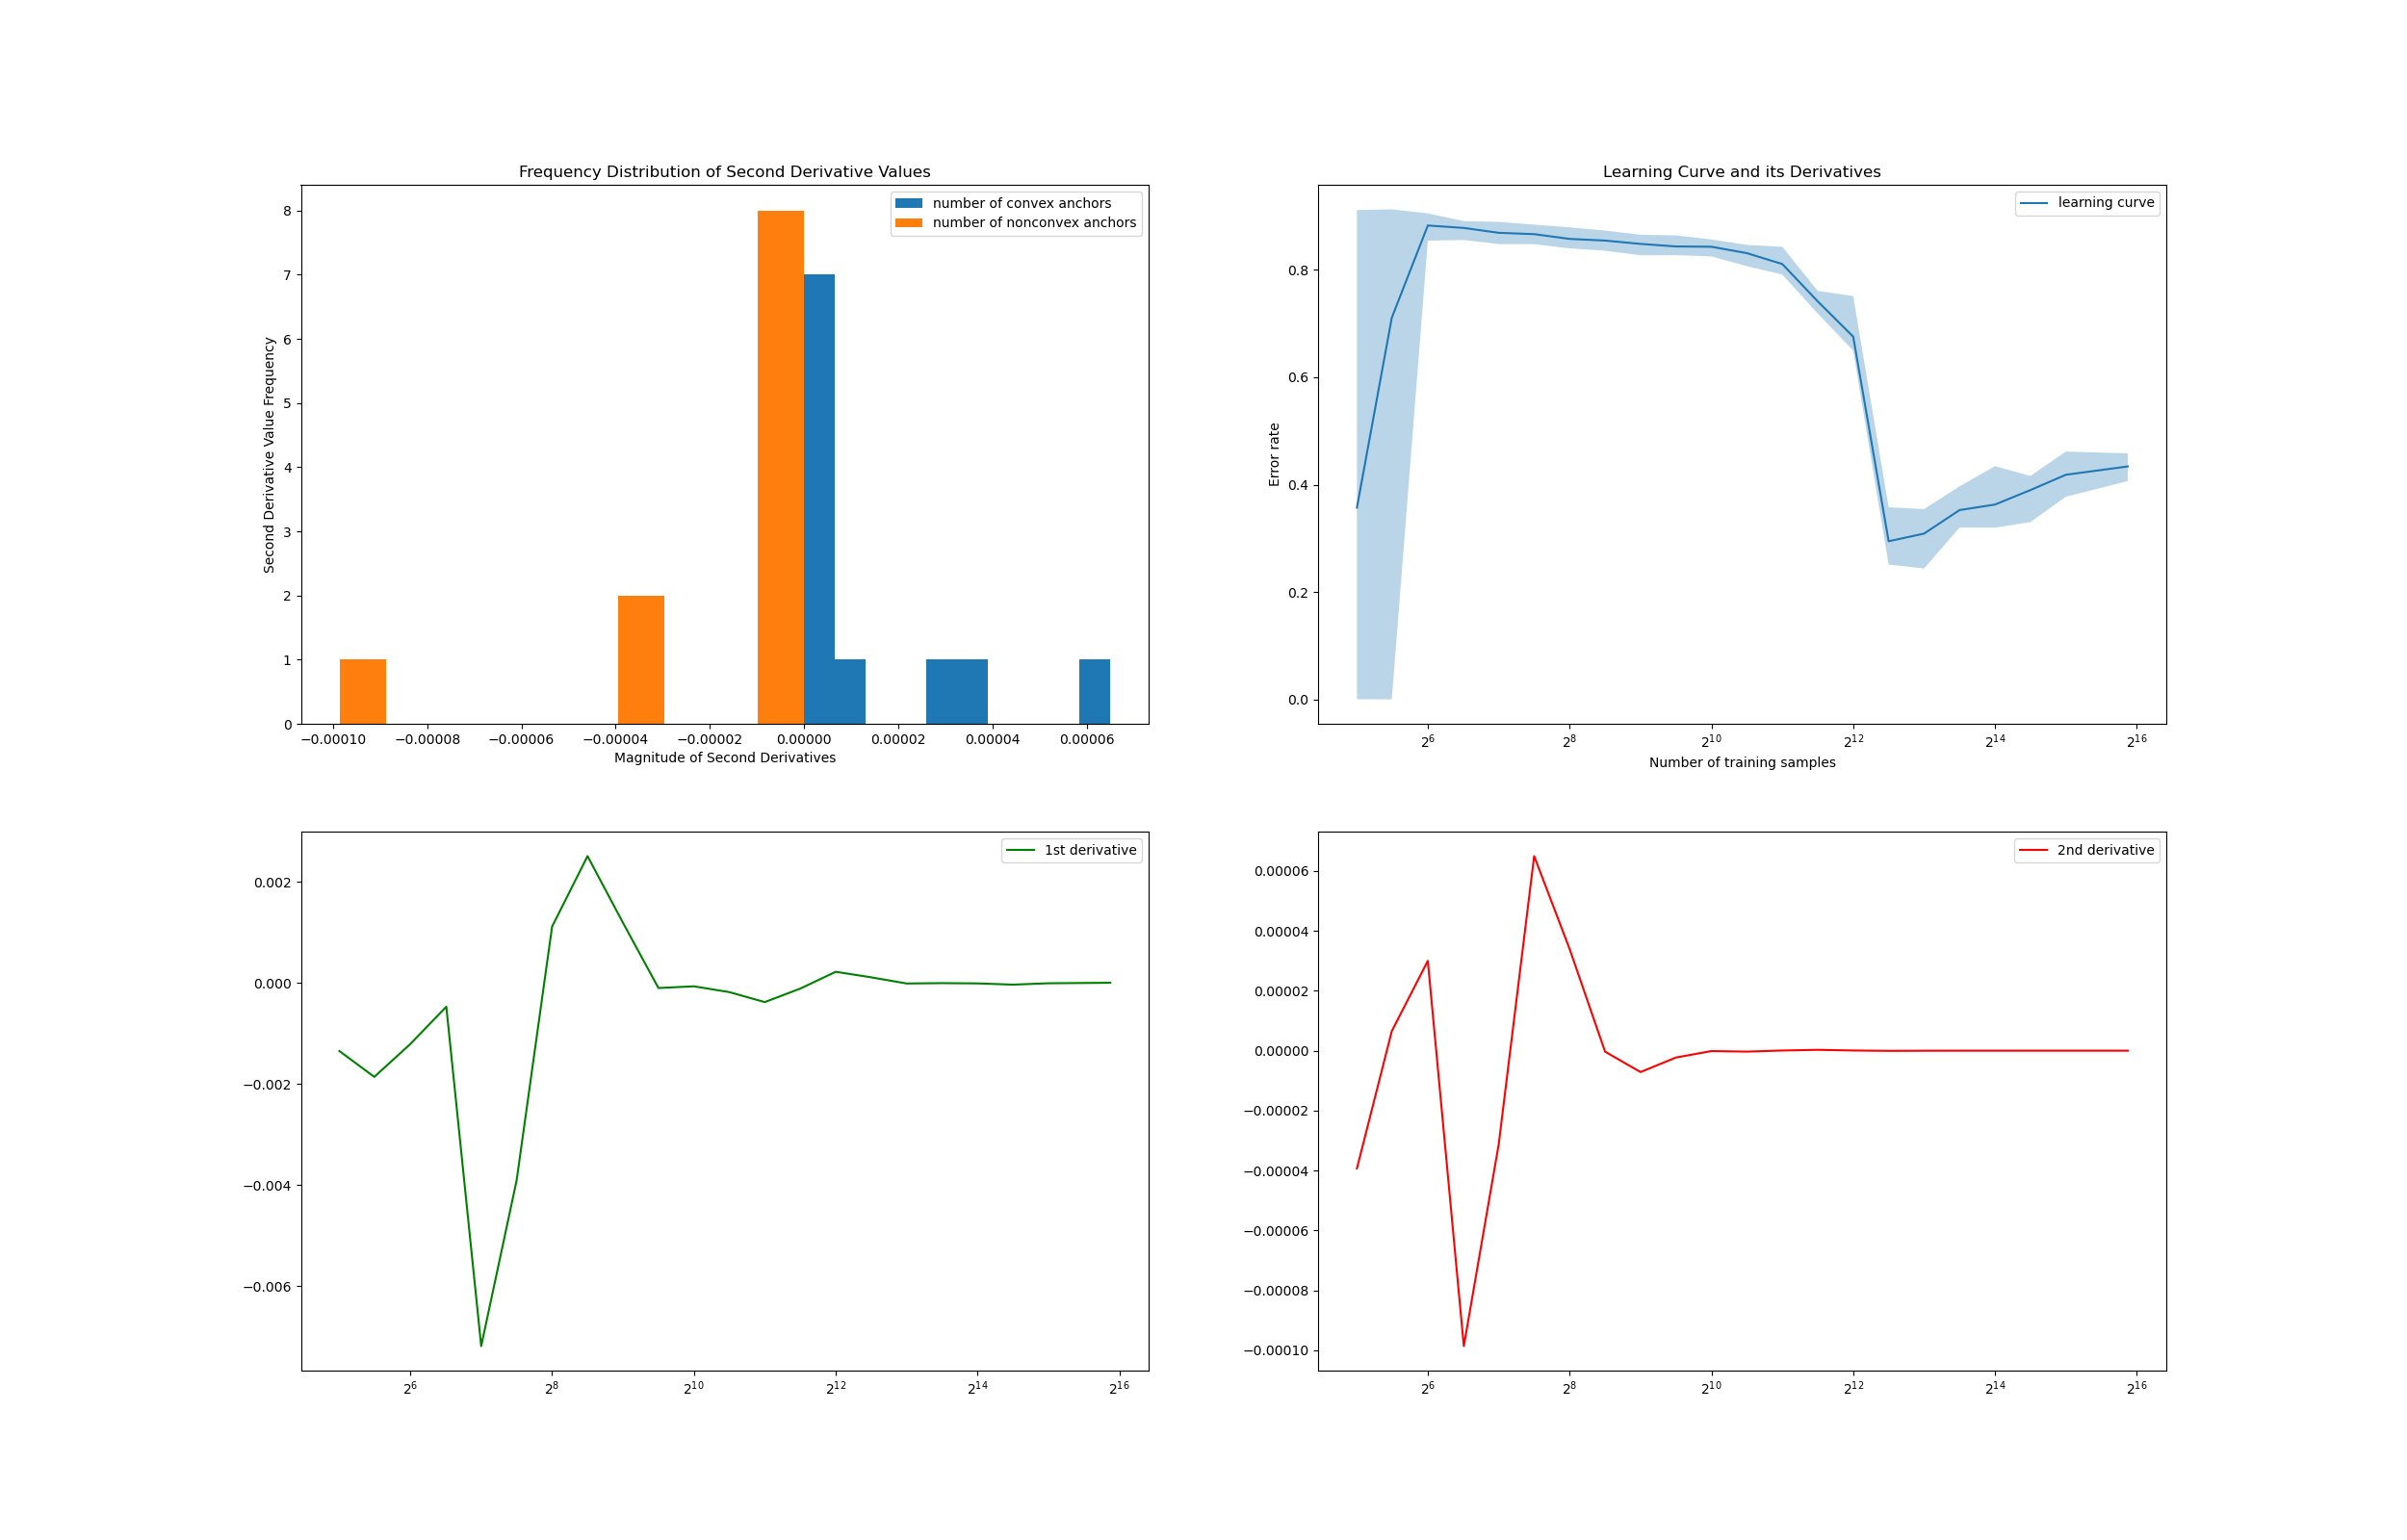 Frequency Distribution of Second Derivative Values
number of convex anchors
number of nonconvex anchors
8
7
6
5
4
3
2
1
0
Second Derivative Value Frequency
−0.00010 −0.00008 −0.00006 −0.00004 −0.00002 0.00000 0.00002 0.00004 0.00006
Magnitude of Second Derivatives
Learning Curve and its Derivatives
learning curve
0.8
0.6
0.4
0.2
0.0
Error rate
2^6 2^8 2^10 2^12 2^14 2^16
Number of training samples
1st derivative
0.002
0.000
−0.002
−0.004
−0.006
2^6 2^8 2^10 2^12 2^14 2^16
2nd derivative
0.00006
0.00004
0.00002
0.00000
−0.00002
−0.00004
−0.00006
−0.00008
−0.00010
2^6 2^8 2^10 2^12 2^14 2^16